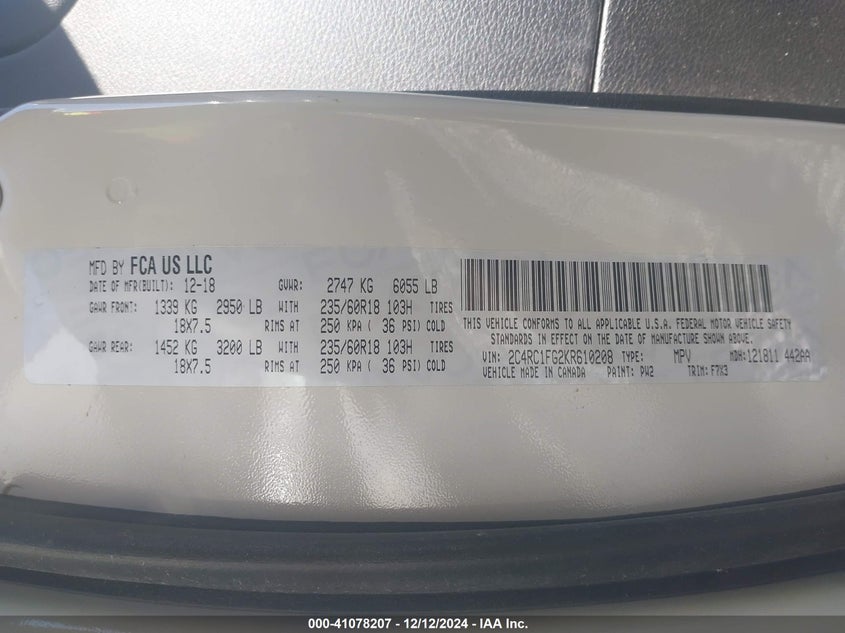 MFD BY FCA US LLC
DATE OF MFR(BUILT): 12-18 GVWR: 2747 KG 6055 LB
GAWR FRONT: 1339 KG 2950 LB WITH 235/60R18 103H TIRES
18X7.5 RIMS AT 250 KPA ( 36 PSI) COLD
GAWR REAR: 1452 KG 3200 LB WITH 235/60R18 103H TIRES
18X7.5 RIMS AT 250 KPA ( 36 PSI) COLD
THIS VEHICLE CONFORMS TO ALL APPLICABLE U.S.A. FEDERAL MOTOR VEHICLE SAFETY
STANDARDS IN EFFECT ON THE DATE OF MANUFACTURE SHOWN ABOVE.
VIN: 2C4RC1FG2KR610208 TYPE: MPV MDH: 121811 442AA
VEHICLE MADE IN CANADA PAINT: PW2 TRIM: F7X3
000-41078207 - 12/12/2024 - IAA Inc.